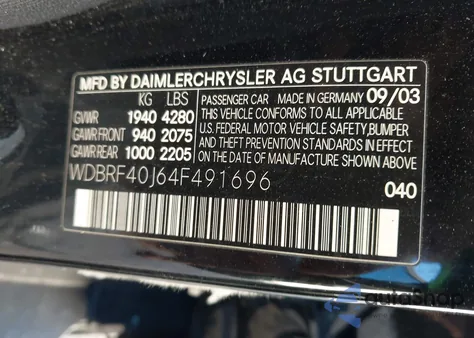 MFD BY DAIMLERCHRYSLER AG STUTTGART
KG LBS
GVWR 1940 4280
GAWR FRONT 940 2075
GAWR REAR 1000 2205
PASSENGER CAR MADE IN GERMANY 09/03
THIS VEHICLE CONFORMS TO ALL APPLICABLE
U.S. FEDERAL MOTOR VEHICLE SAFETY,BUMPER
AND THEFT PREVENTION STANDARDS IN EFFECT
ON THE DATE OF MANUFACTURE SHOWN ABOVE
WDBRF40J64F491696
040
autoShop